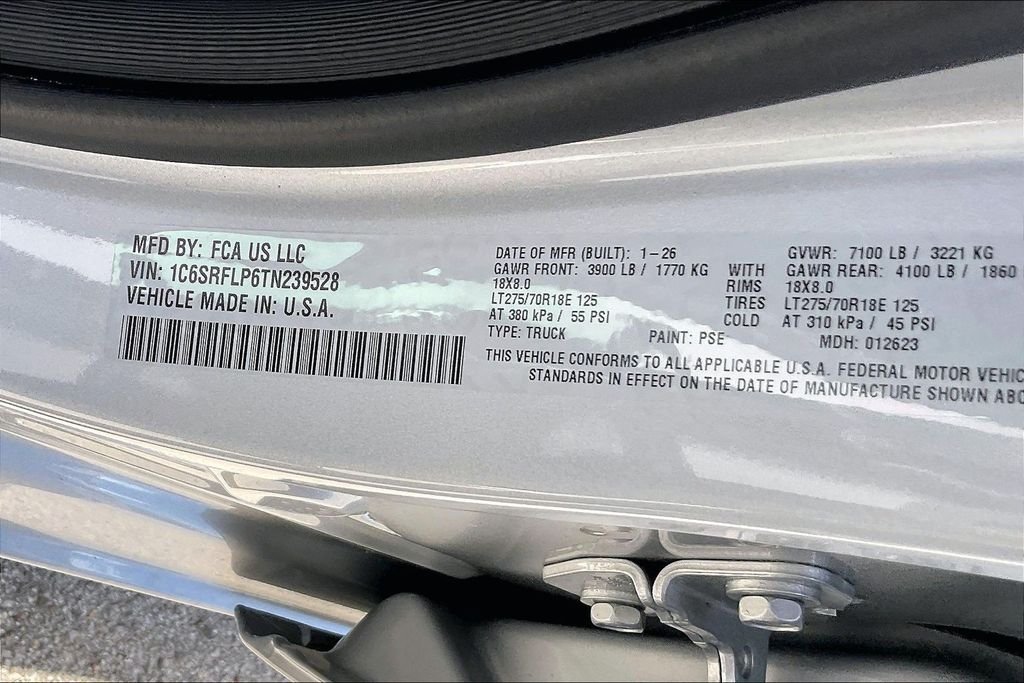 MFD BY: FCA US LLC
VIN: 1C6SRFLP6TN239528
VEHICLE MADE IN: U.S.A.
DATE OF MFR (BUILT): 1-26
GVWR: 7100 LB / 3221 KG
GAWR FRONT: 3900 LB / 1770 KG WITH GAWR REAR: 4100 LB / 1860
18X8.0 RIMS 18X8.0
LT275/70R18E 125 TIRES LT275/70R18E 125
AT 380 kPa / 55 PSI COLD AT 310 kPa / 45 PSI
TYPE: TRUCK PAINT: PSE MDH: 012623
THIS VEHICLE CONFORMS TO ALL APPLICABLE U.S.A. FEDERAL MOTOR
STANDARDS IN EFFECT ON THE DATE OF MANUFACTURE SHOWN